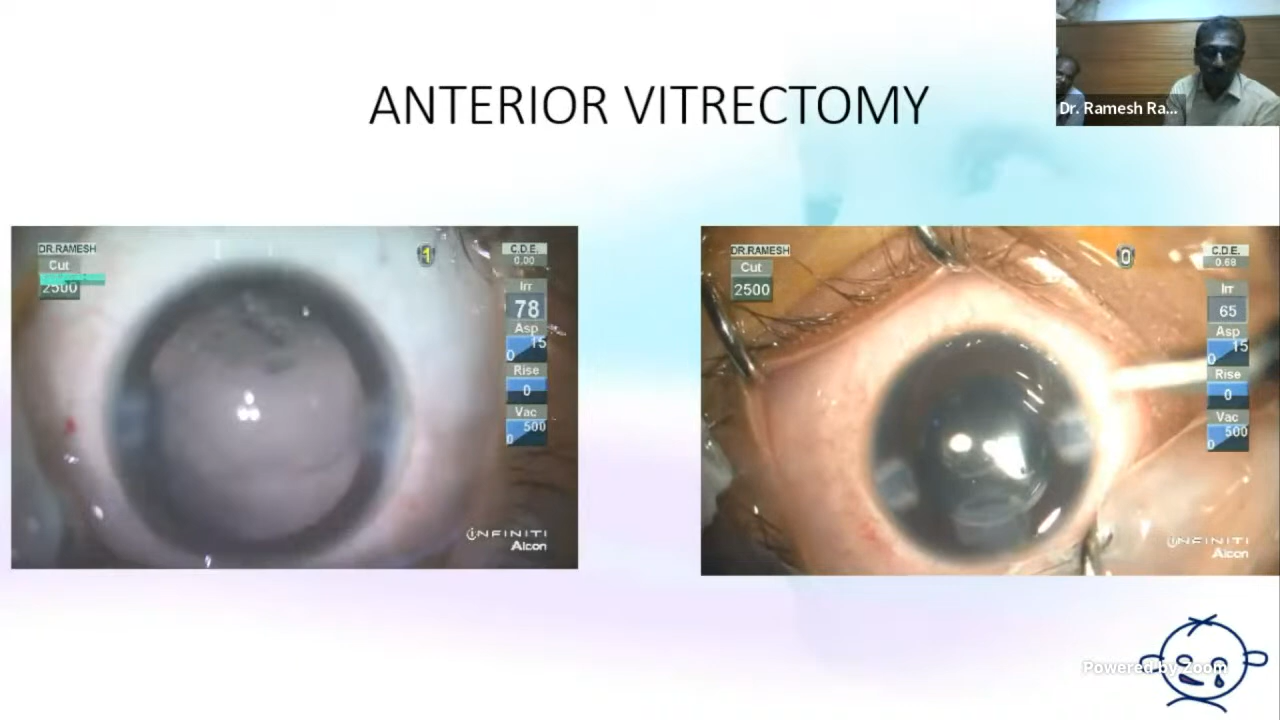 ANTERIOR VITRECTOMY
Dr. Ramesh Ra...
DR.RAMESH
Cut
2500
1
C.D.E.
0.00
Irr
78
Asp
15
0
Rise
0
Vac
500
0
INFINITI
Alcon
DR.RAMESH
Cut
2500
0
C.D.E.
0.68
Irr
65
Asp
15
0
Rise
0
Vac
500
0
INFINITI
Alcon
Powered by Zoom